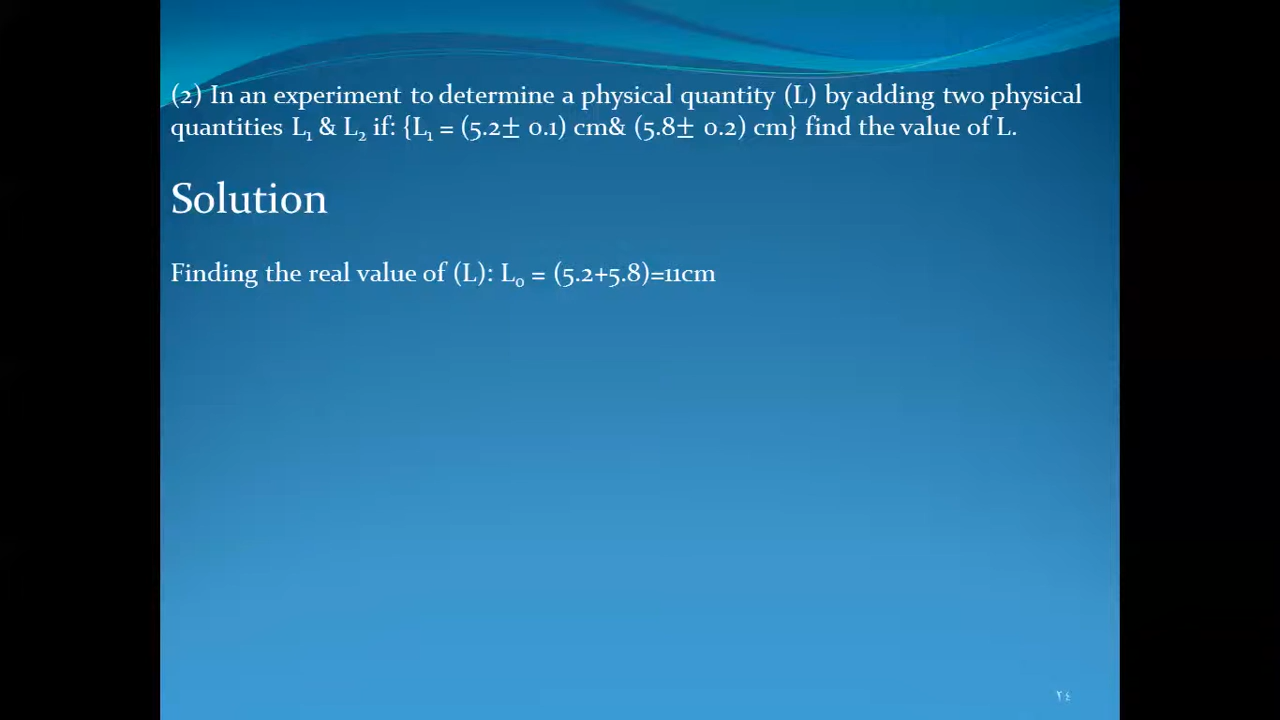 (2) In an experiment to determine a physical quantity (L) by adding two physical
quantities L₁ & L₂ if: {L₁ = (5.2± 0.1) cm& (5.8± 0.2) cm} find the value of L.
Solution
Finding the real value of (L): L₀ = (5.2+5.8)=11cm
٢٤